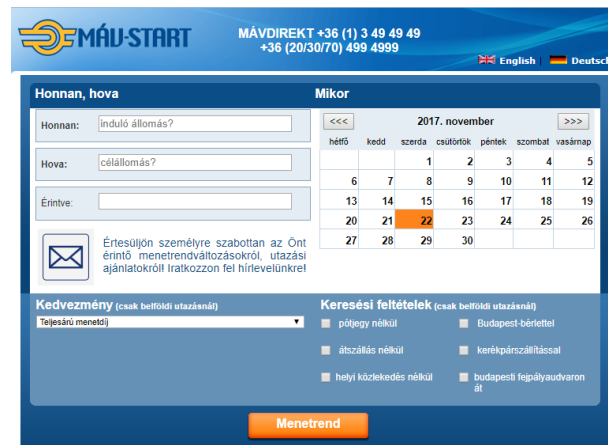 MÁV-START
MÁVDIREKT +36 (1) 3 49 49 49
+36 (20/30/70) 499 4999
English | Deutsch
Honnan, hova
Honnan: induló állomás?
Hova: célállomás?
Érintve:
Értesüljön személyre szabottan az Önt
érintő menetrendváltozásokról, utazási
ajánlatokról! Iratkozzon fel hírlevelünkre!
Mikor
<<< 2017. november >>>
hétfő kedd szerda csütörtök péntek szombat vasárnap
1 2 3 4 5
6 7 8 9 10 11 12
13 14 15 16 17 18 19
20 21 22 23 24 25 26
27 28 29 30
Kedvezmény (csak belföldi utazásnál)
Teljesárú menetdíj
Keresési feltételek (csak belföldi utazásnál)
pótjegy nélkül
Budapest-bérlettel
átszállás nélkül
kerékpárszállítással
helyi közlekedés nélkül
budapesti fejpályaudvaron
át
Menetrend